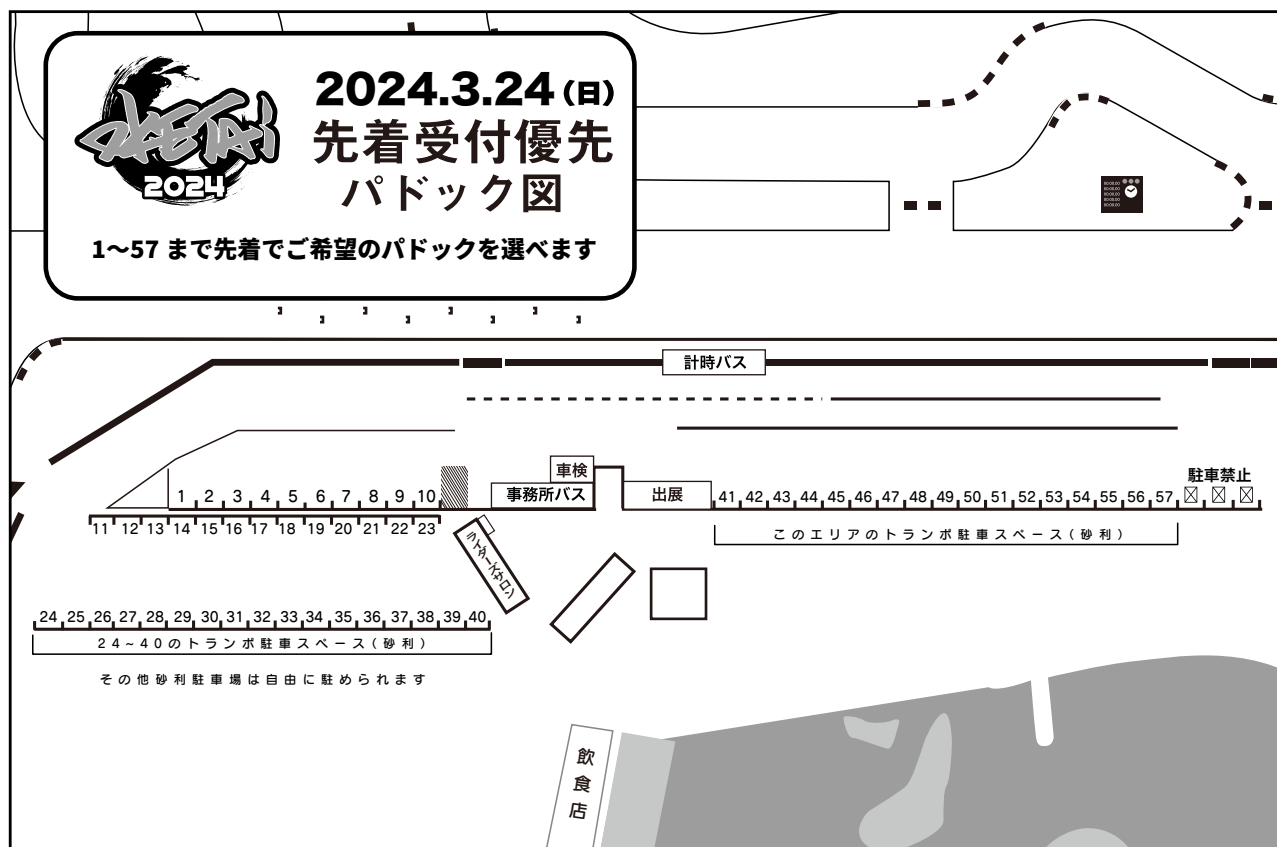 2024.3.24（日）
先着受付優先
パドック図
2024
1～57 まで先着でご希望のパドックを選べます
計時バス
車検
事務所バス
出展
駐車禁止
1 2 3 4 5 6 7 8 9 10
41 42 43 44 45 46 47 48 49 50 51 52 53 54 55 56 57
11 12 13 14 15 16 17 18 19 20 21 22 23
このエリアのトランポ駐車スペース（砂利）
ライダーズサロン
24 25 26 27 28 29 30 31 32 33 34 35 36 37 38 39 40
24~40のトランポ駐車スペース（砂利）
その他砂利駐車場は自由に駐められます
飲食店